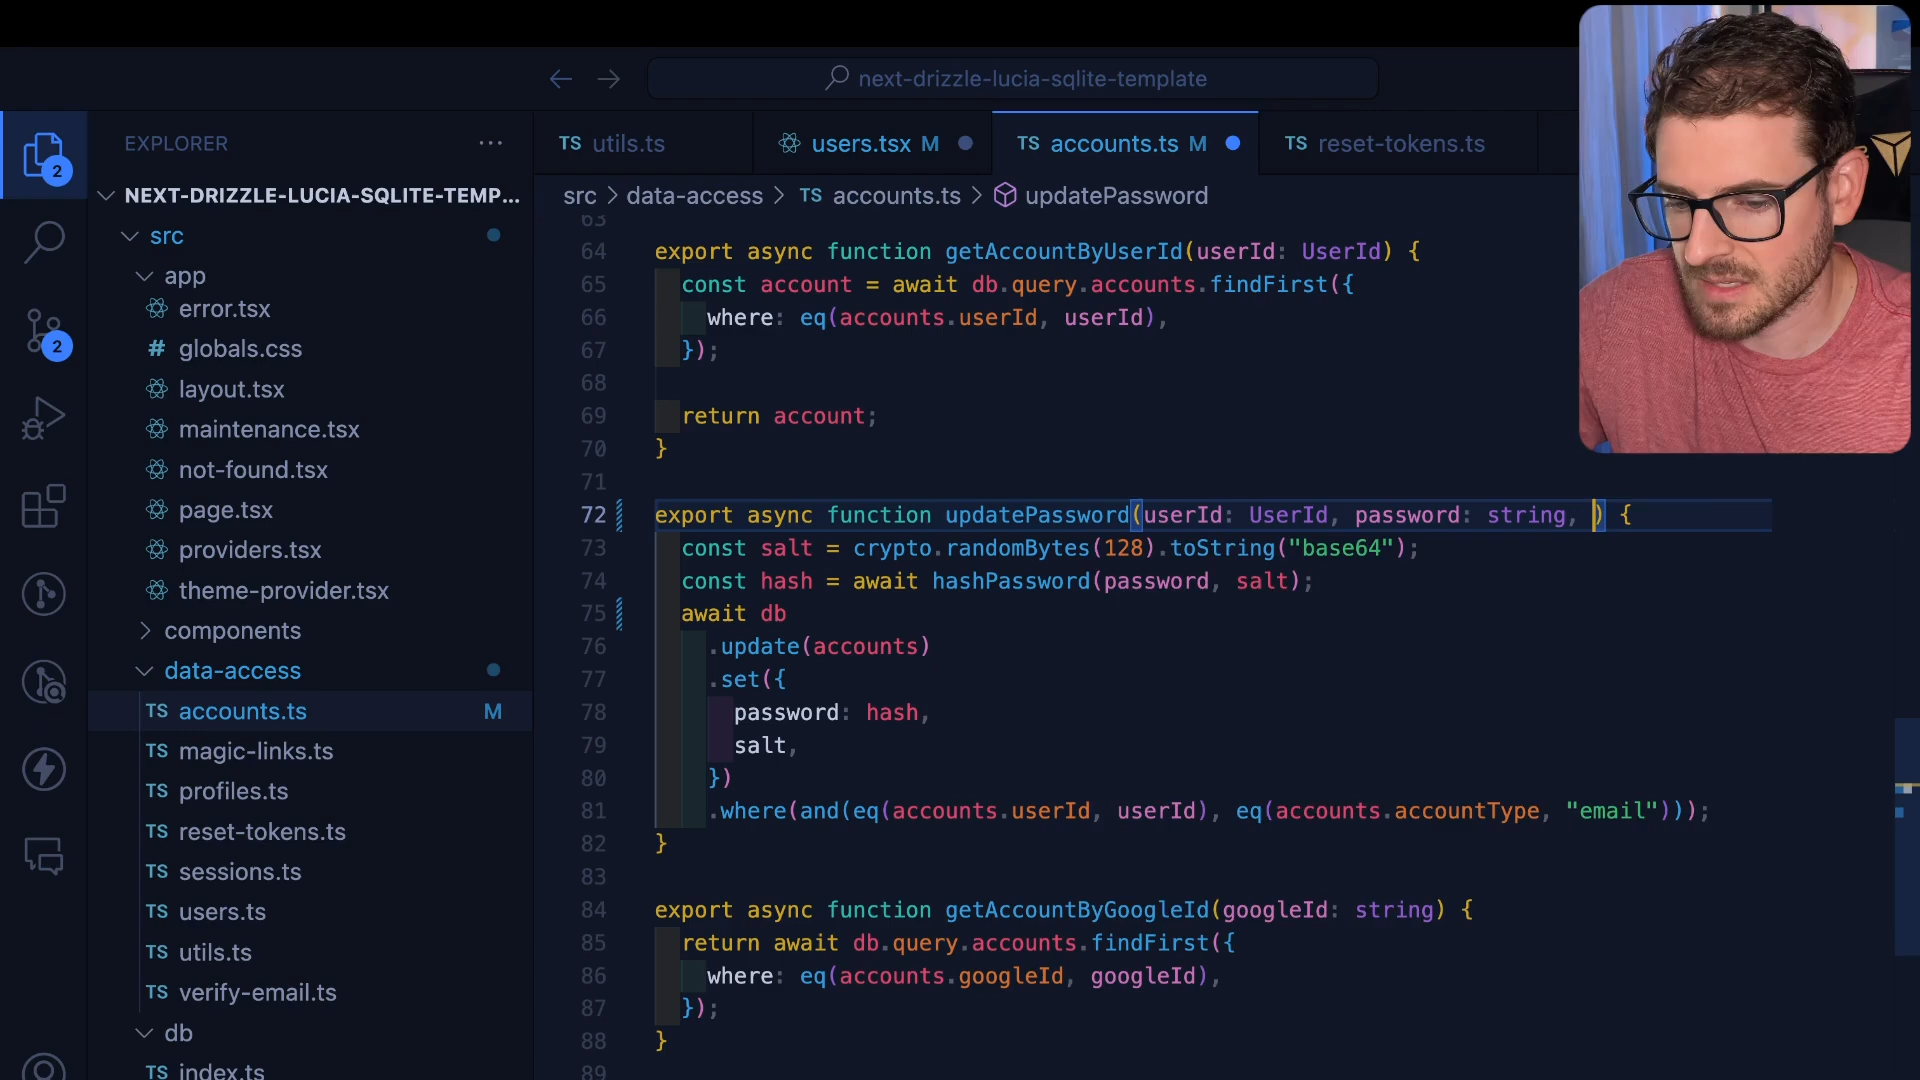 next-drizzle-lucia-sqlite-template
2
EXPLORER
TS utils.ts
users.tsx M
TS accounts.ts M
TS reset-tokens.ts
NEXT-DRIZZLE-LUCIA-SQLITE-TEMP...
src > data-access > TS accounts.ts > updatePassword
src
app
error.tsx
# globals.css
layout.tsx
2
maintenance.tsx
not-found.tsx
page.tsx
providers.tsx
theme-provider.tsx
components
data-access
TS accounts.ts M
TS magic-links.ts
TS profiles.ts
TS reset-tokens.ts
TS sessions.ts
TS users.ts
TS utils.ts
TS verify-email.ts
db
TS index.ts
63
64 export async function getAccountByUserId(userId: UserId) {
65 const account = await db.query.accounts.findFirst({
66 where: eq(accounts.userId, userId),
67 });
68
69 return account;
70 }
71
72 export async function updatePassword(userId: UserId, password: string, ) {
73 const salt = crypto.randomBytes(128).toString("base64");
74 const hash = await hashPassword(password, salt);
75 await db
76 .update(accounts)
77 .set({
78 password: hash,
79 salt,
80 })
81 .where(and(eq(accounts.userId, userId), eq(accounts.accountType, "email")));
82 }
83
84 export async function getAccountByGoogleId(googleId: string) {
85 return await db.query.accounts.findFirst({
86 where: eq(accounts.googleId, googleId),
87 });
88 }
89